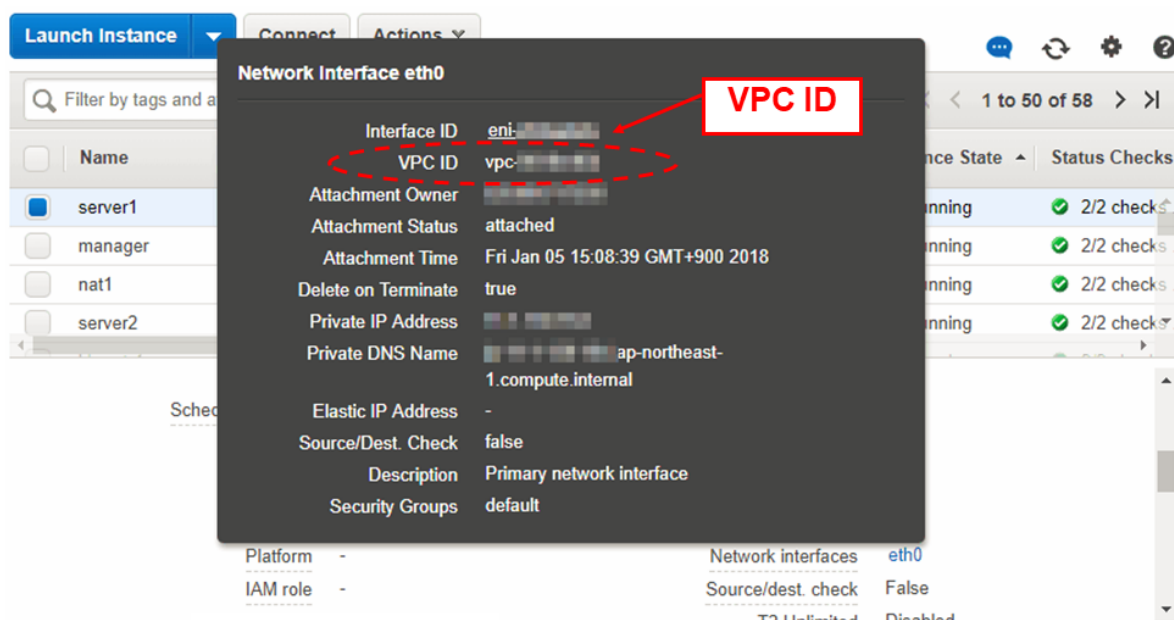 Launch Instance Connect Actions
Network Interface eth0
VPC ID
Filter by tags and a 1 to 50 of 58
Interface ID eni-
Name nce State Status Checks
VPC ID vpc-
Attachment Owner
server1 nning 2/2 checks
Attachment Status attached
manager nning 2/2 checks
Attachment Time Fri Jan 05 15:08:39 GMT+900 2018
nat1 nning 2/2 checks
Delete on Terminate true
server2 nning 2/2 checks
Private IP Address
Private DNS Name ap-northeast-
1.compute.internal
Sched
Elastic IP Address -
Source/Dest. Check false
Description Primary network interface
Security Groups default
Platform - Network interfaces eth0
IAM role - Source/dest. check False
T2 Unlimited Disabled